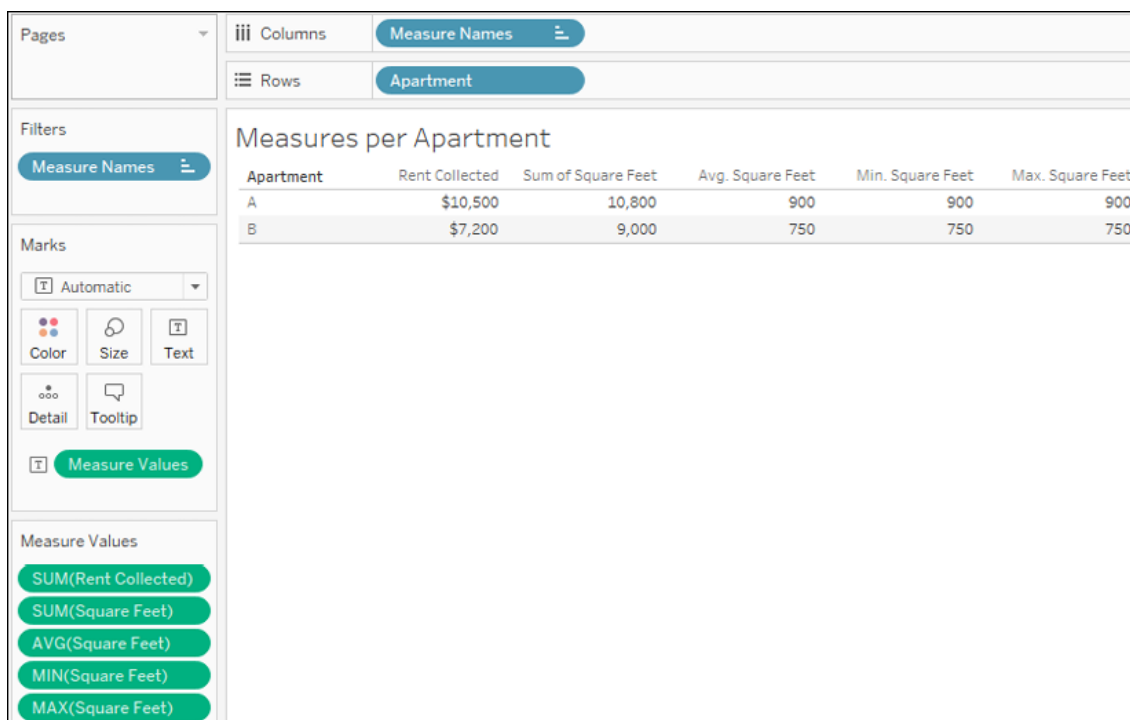 Pages
Columns Measure Names
Rows Apartment
Filters
Measure Names
Marks
Automatic
Color Size Text
Detail Tooltip
Measure Values
Measure Values
SUM(Rent Collected)
SUM(Square Feet)
AVG(Square Feet)
MIN(Square Feet)
MAX(Square Feet)
Measures per Apartment
Apartment Rent Collected Sum of Square Feet Avg. Square Feet Min. Square Feet Max. Square Feet
A $10,500 10,800 900 900 900
B $7,200 9,000 750 750 750